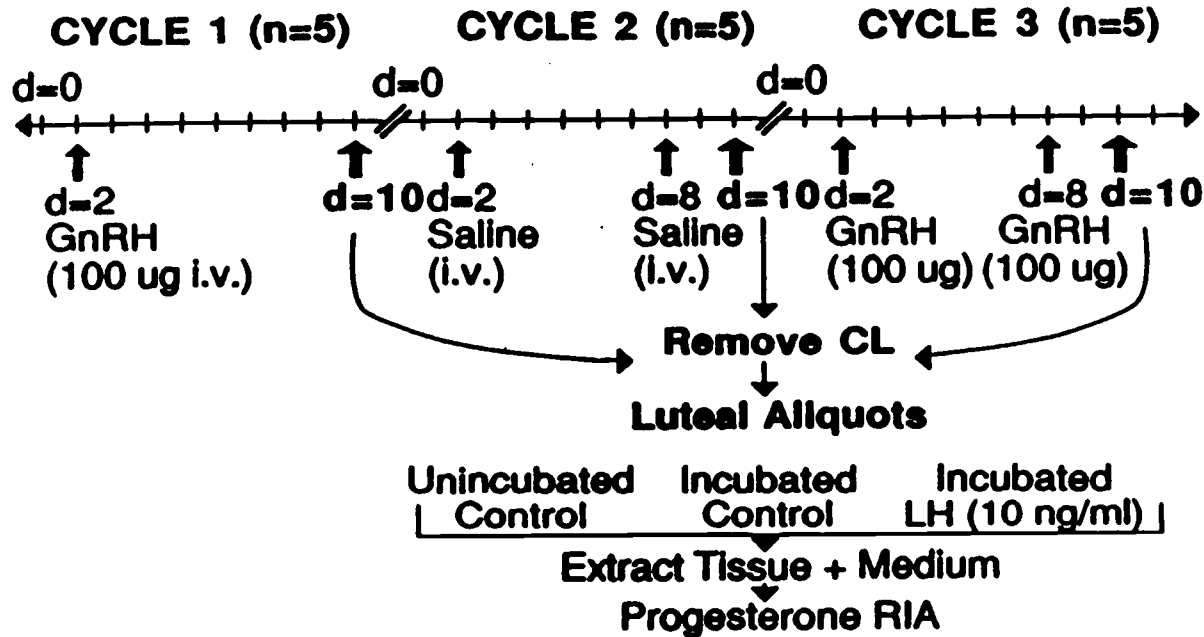 CYCLE 1 (n=5) CYCLE 2 (n=5) CYCLE 3 (n=5)
d=0 d=0 d=0
d=2 d=10 d=2 d=8 d=10 d=2 d=8 d=10
GnRH Saline Saline GnRH GnRH
(100 ug i.v.) (i.v.) (i.v.) (100 ug) (100 ug)
Remove CL
Luteal Aliquots
Unincubated Incubated Incubated
Control Control LH (10 ng/ml)
Extract Tissue + Medium
Progesterone RIA